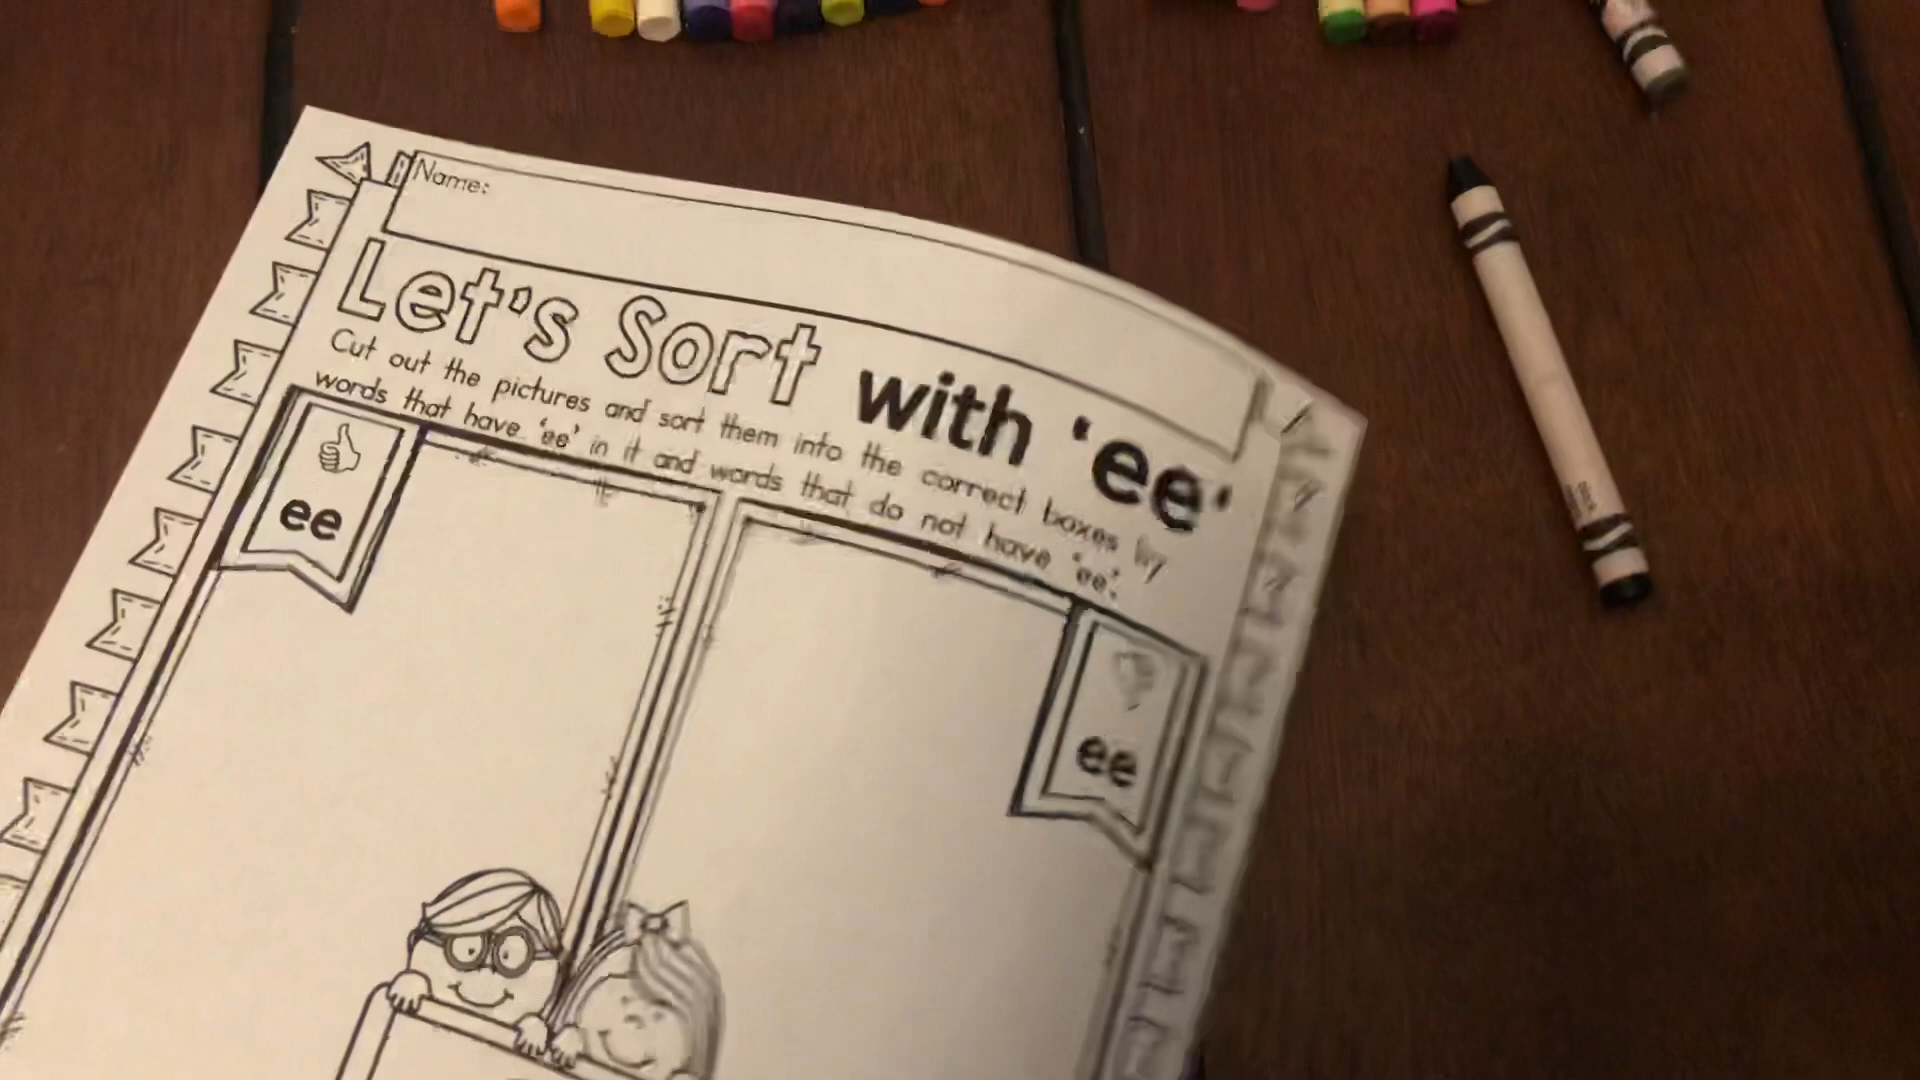 Name:
Let's Sort with 'ee'
Cut out the pictures and sort them into the correct boxes by
words that have 'ee' in it and words that do not have 'ee'.
ee
ee